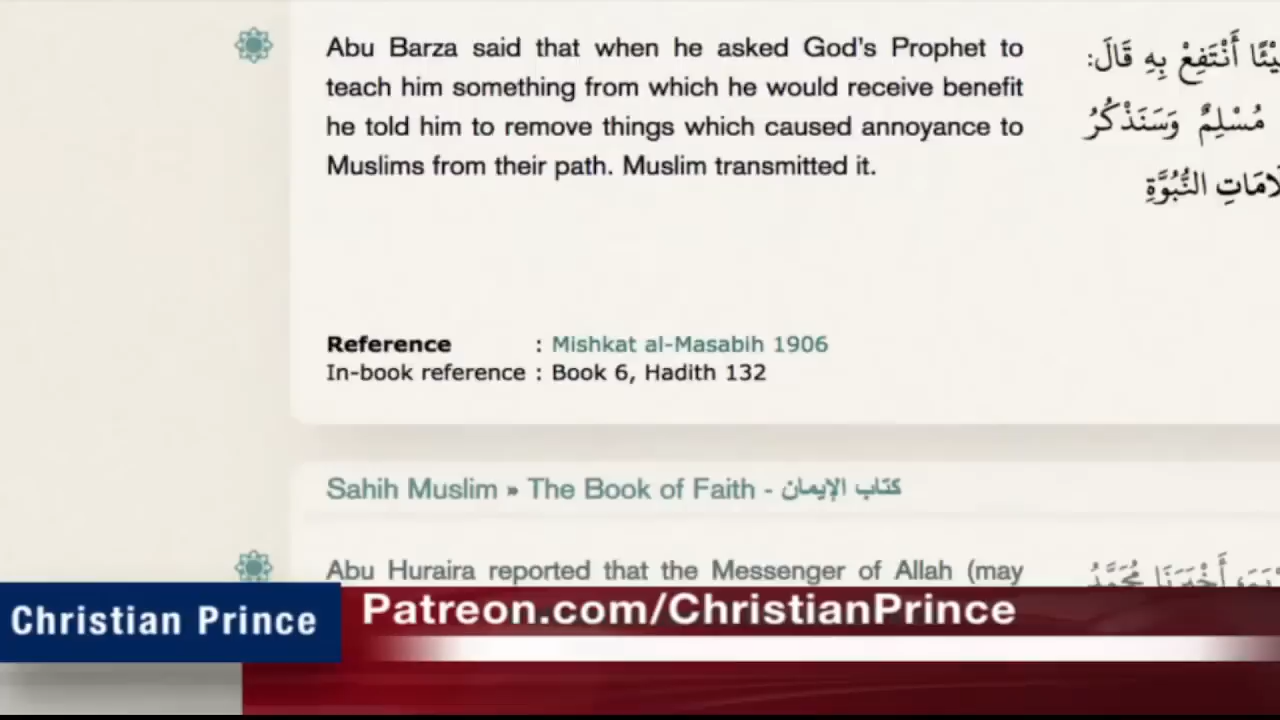 Abu Barza said that when he asked God's Prophet to
teach him something from which he would receive benefit
he told him to remove things which caused annoyance to
Muslims from their path. Muslim transmitted it.
أَنْتَفِعْ بِهِ قَالَ:
مُسْلِمٌ وَسَنَذْكُرُ
النُّبُوَّةِ
Reference : Mishkat al-Masabih 1906
In-book reference : Book 6, Hadith 132
Sahih Muslim » The Book of Faith - كتاب الإيمان
Abu Huraira reported that the Messenger of Allah (may
Christian Prince
Patreon.com/ChristianPrince